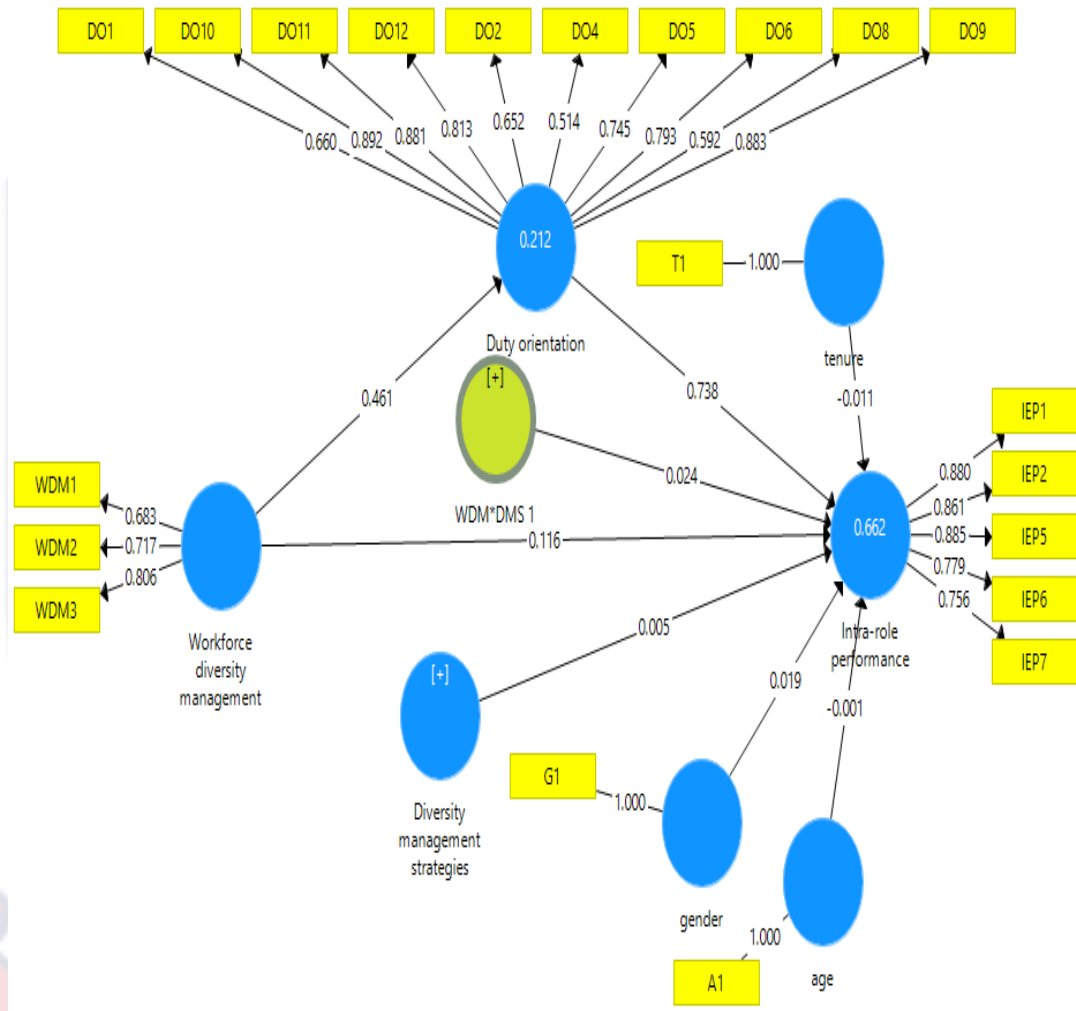 DO1 DO10 DO11 DO12 DO2 DO4 DO5 DO6 DO8 DO9
0.660 0.892 0.881 0.813 0.652 0.514 0.745 0.793 0.592 0.883
0.212
Duty orientation
T1 1.000
tenure
-0.011
0.461
0.738
[+]
WDM*DMS 1
0.024
WDM1
WDM2
WDM3
0.683
0.717
0.806
Workforce
diversity
management
0.116
0.662
Intra-role
performance
0.880
0.861
0.885
0.779
0.756
IEP1
IEP2
IEP5
IEP6
IEP7
0.005
[+]
Diversity
management
strategies
0.019
-0.001
G1
1.000
gender
1.000
A1
age